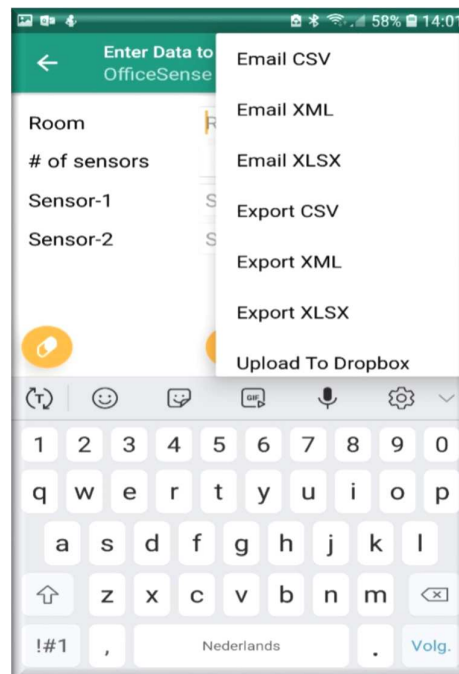 58% 14:01
Enter Data to
OfficeSense
Email CSV
Email XML
Email XLSX
Export CSV
Export XML
Export XLSX
Upload To Dropbox
Room
# of sensors
Sensor-1 S
Sensor-2 S
GIF
1 2 3 4 5 6 7 8 9 0
q w e r t y u i o p
a s d f g h j k l
z x c v b n m
!#1 , Nederlands . Volg.